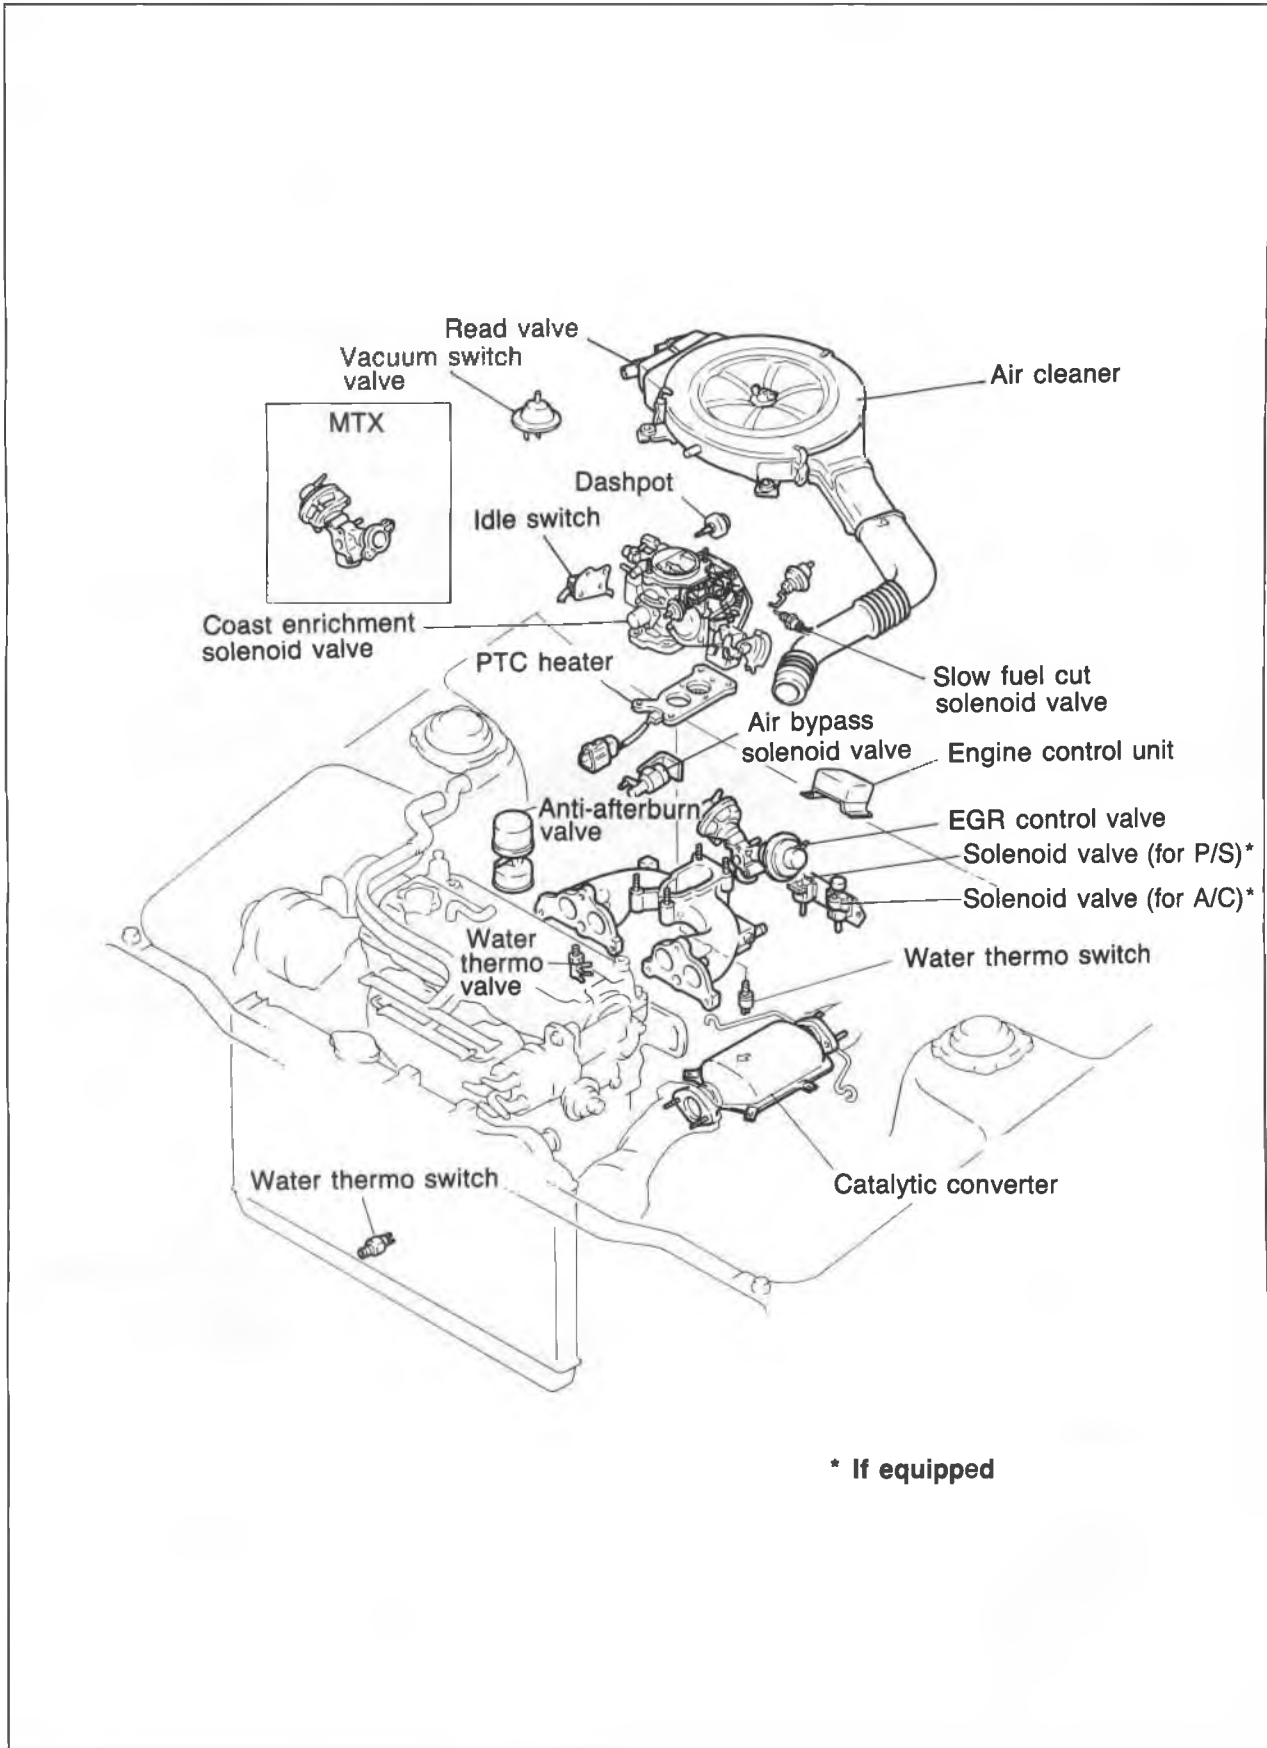 Read valve
Vacuum switch
valve
Air cleaner
MTX
Dashpot
Idle switch
Coast enrichment
solenoid valve
PTC heater
Slow fuel cut
solenoid valve
Air bypass
solenoid valve
Engine control unit
Anti-afterburn
valve
EGR control valve
Solenoid valve (for P/S)*
Solenoid valve (for A/C)*
Water
thermo
valve
Water thermo switch
Water thermo switch
Catalytic converter
* If equipped